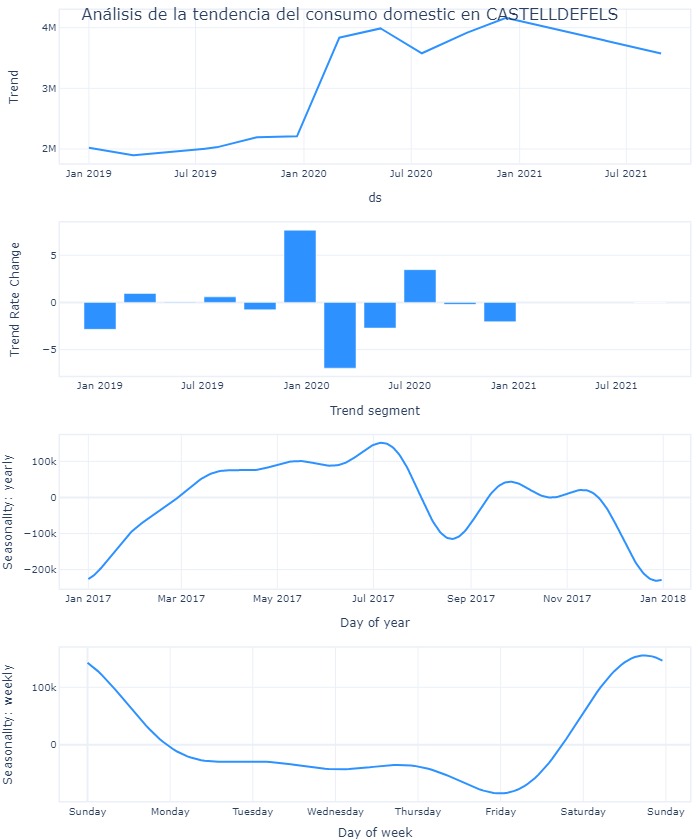 Análisis de la tendencia del consumo domestic en CASTELLDEFELS
4M
3M
2M
Trend
Jan 2019 Jul 2019 Jan 2020 Jul 2020 Jan 2021 Jul 2021
ds
5
0
−5
Trend Rate Change
Jan 2019 Jul 2019 Jan 2020 Jul 2020 Jan 2021 Jul 2021
Trend segment
100k
0
−100k
−200k
Seasonality: yearly
Jan 2017 Mar 2017 May 2017 Jul 2017 Sep 2017 Nov 2017 Jan 2018
Day of year
100k
0
Seasonality: weekly
Sunday Monday Tuesday Wednesday Thursday Friday Saturday Sunday
Day of week